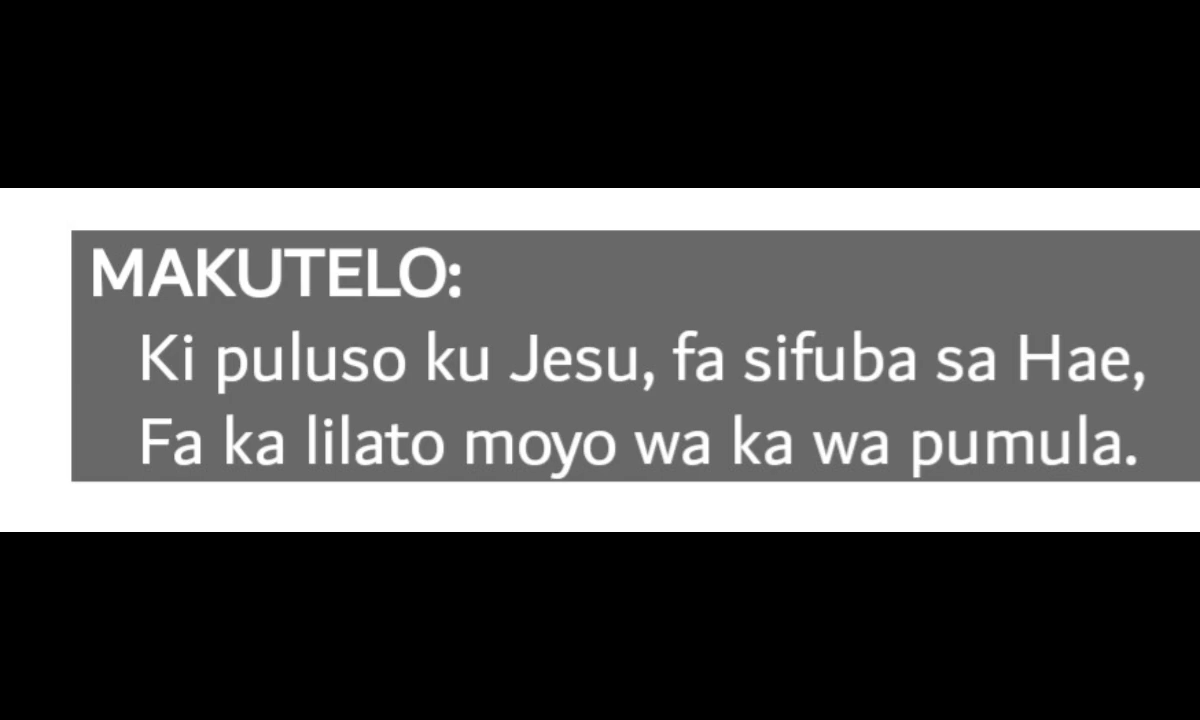 MAKUTELO:
Ki puluso ku Jesu, fa sifuba sa Hae,
Fa ka lilato moyo wa ka wa pumula.